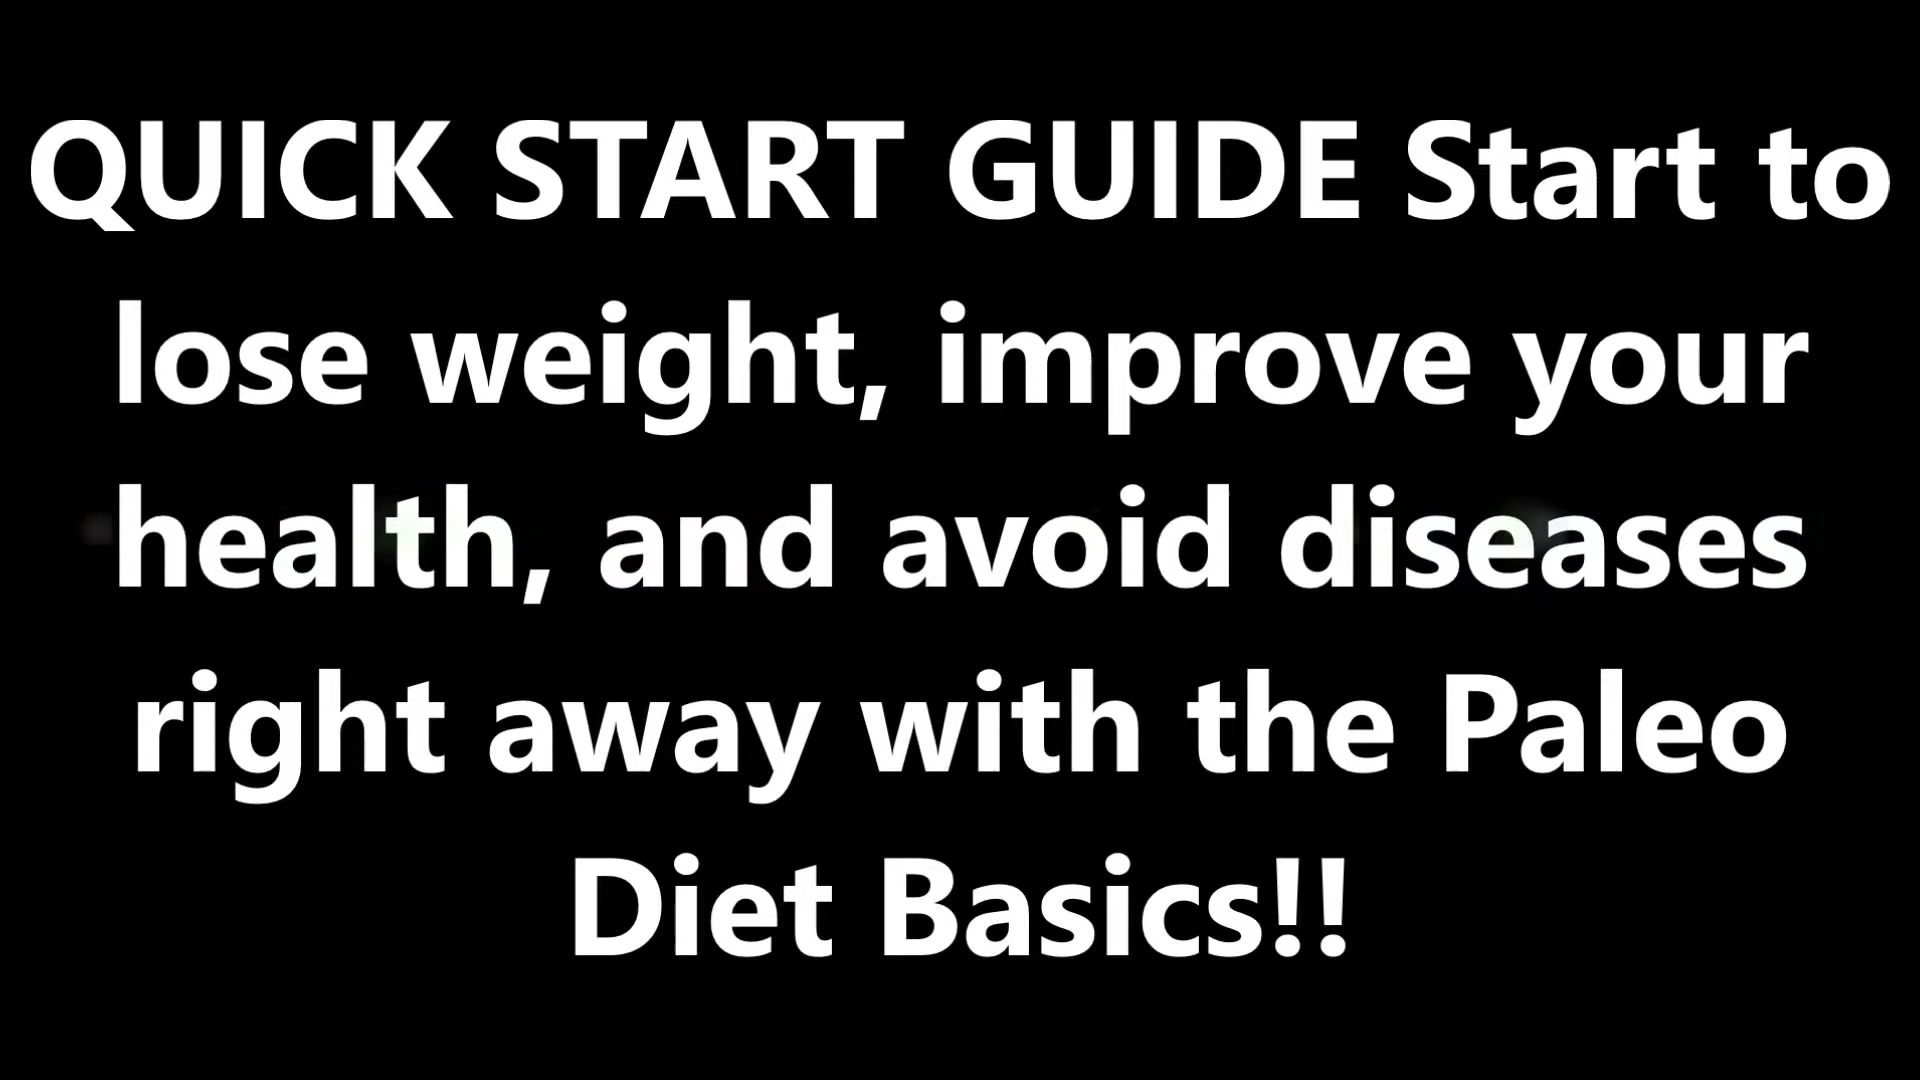 QUICK START GUIDE Start to
lose weight, improve your
health, and avoid diseases
right away with the Paleo
Diet Basics!!